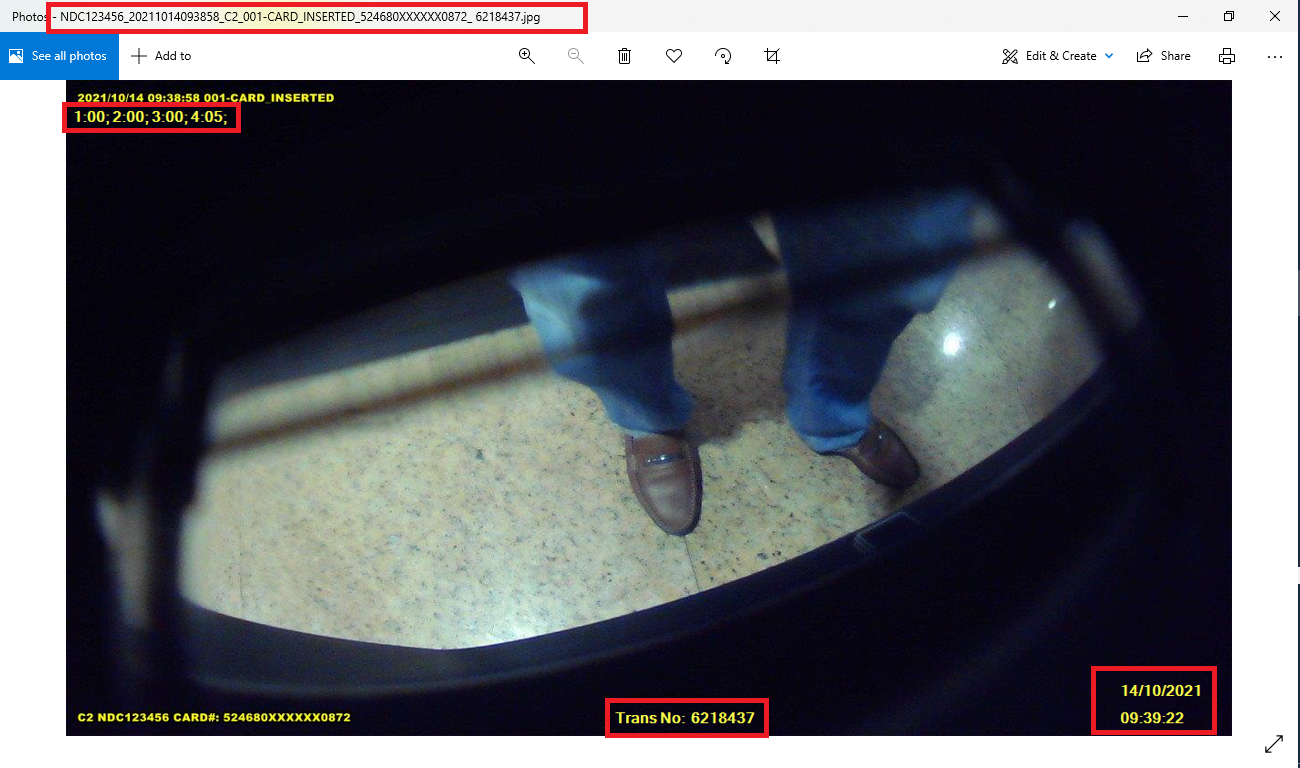 Photos - NDC123456_20211014093858_C2_001-CARD_INSERTED_524680XXXXXX0872_ 6218437.jpg
See all photos
Add to
Edit & Create
Share
2021/10/14 09:38:58 001-CARD_INSERTED
1:00; 2:00; 3:00; 4:05;
14/10/2021
09:39:22
C2 NDC123456 CARD#: 524680XXXXXX0872
Trans No: 6218437